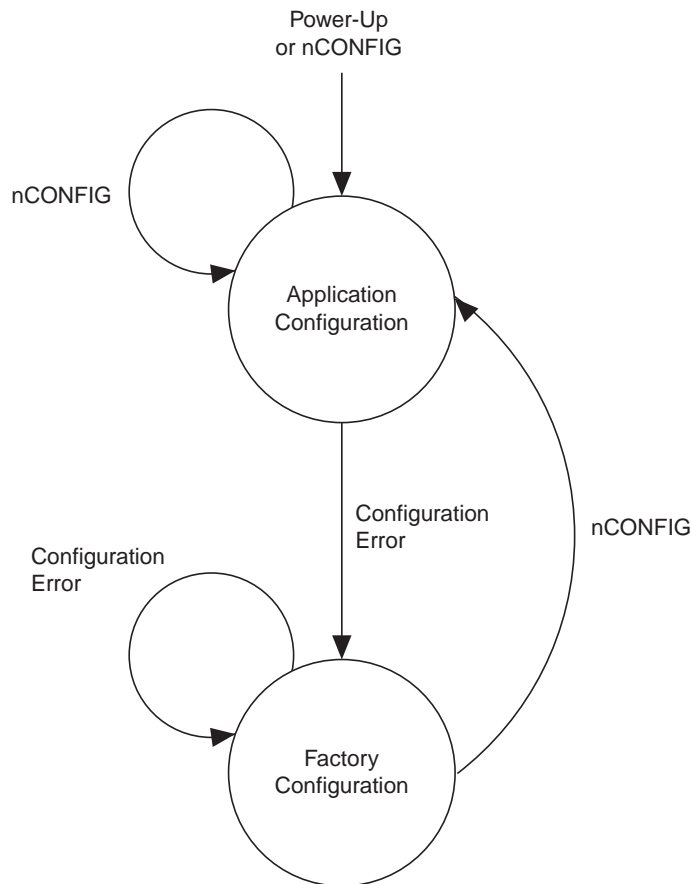 Power-Up
or nCONFIG
nCONFIG
Application
Configuration
Configuration
Error
nCONFIG
Configuration
Error
Factory
Configuration